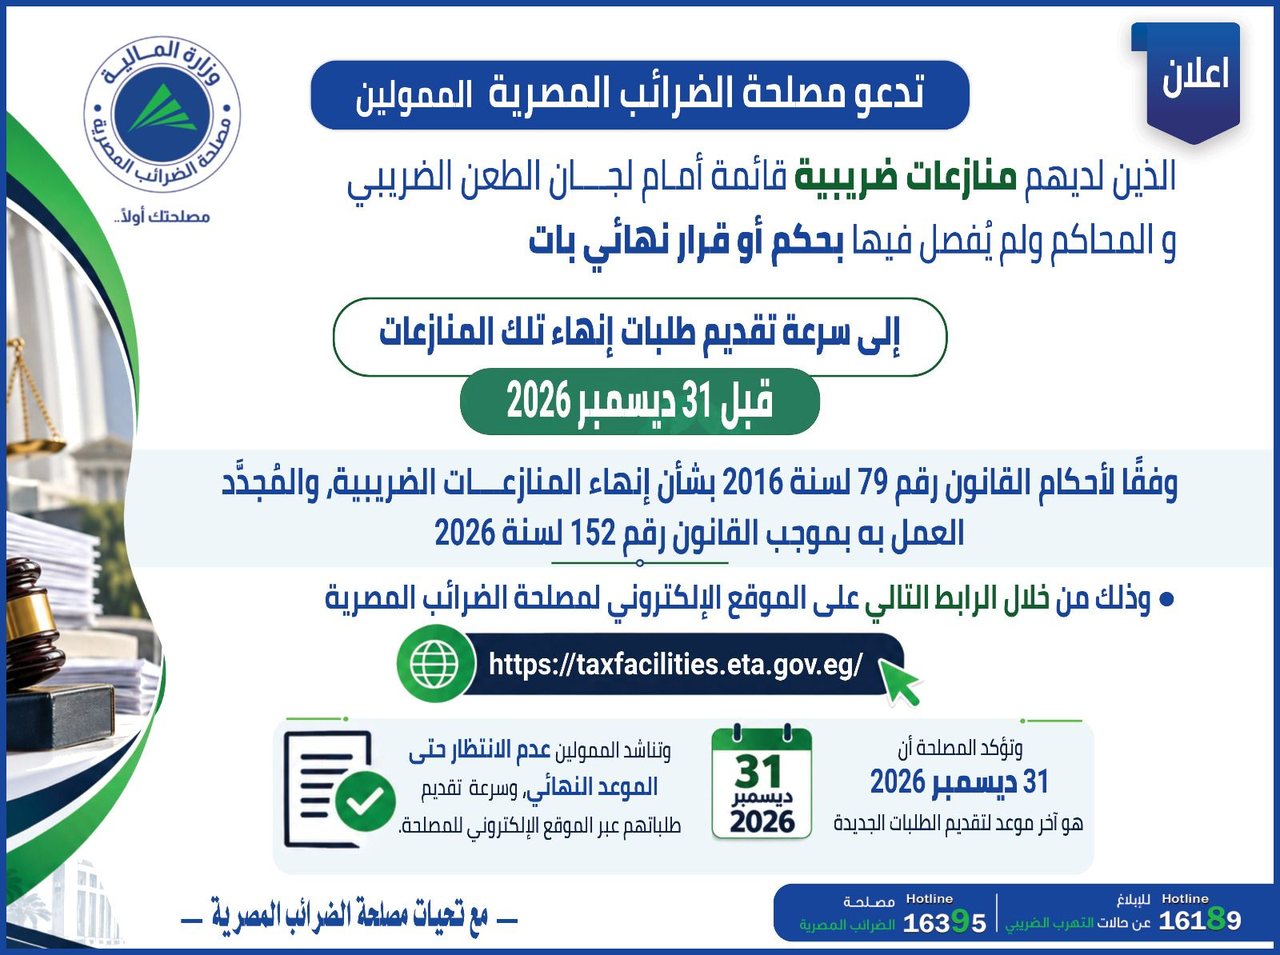 اعلان
وزارة المالية
مصلحة الضرائب المصرية
مصلحتك أولاً..
تدعو مصلحة الضرائب المصرية الممولين
الذين لديهم منازعات ضريبية قائمة أمام لجان الطعن الضريبي
و المحاكم ولم يُفصل فيها بحكم أو قرار نهائي بات
إلى سرعة تقديم طلبات إنهاء تلك المنازعات
قبل 31 ديسمبر 2026
وفقًا لأحكام القانون رقم 79 لسنة 2016 بشأن إنهاء المنازعات الضريبية، والمُجدَّد
العمل به بموجب القانون رقم 152 لسنة 2026
• وذلك من خلال الرابط التالي على الموقع الإلكتروني لمصلحة الضرائب المصرية
https://taxfacilities.eta.gov.eg/
وتؤكد المصلحة أن
31 ديسمبر 2026
هو آخر موعد لتقديم الطلبات الجديدة
31
ديسمبر
2026
وتناشد الممولين عدم الانتظار حتى
الموعد النهائي، وسرعة تقديم
طلباتهم عبر الموقع الإلكتروني للمصلحة.
Hotline
16189
للإبلاغ
عن حالات التهرب الضريبي
Hotline
16395
مصلحة
الضرائب المصرية
— مع تحيات مصلحة الضرائب المصرية —